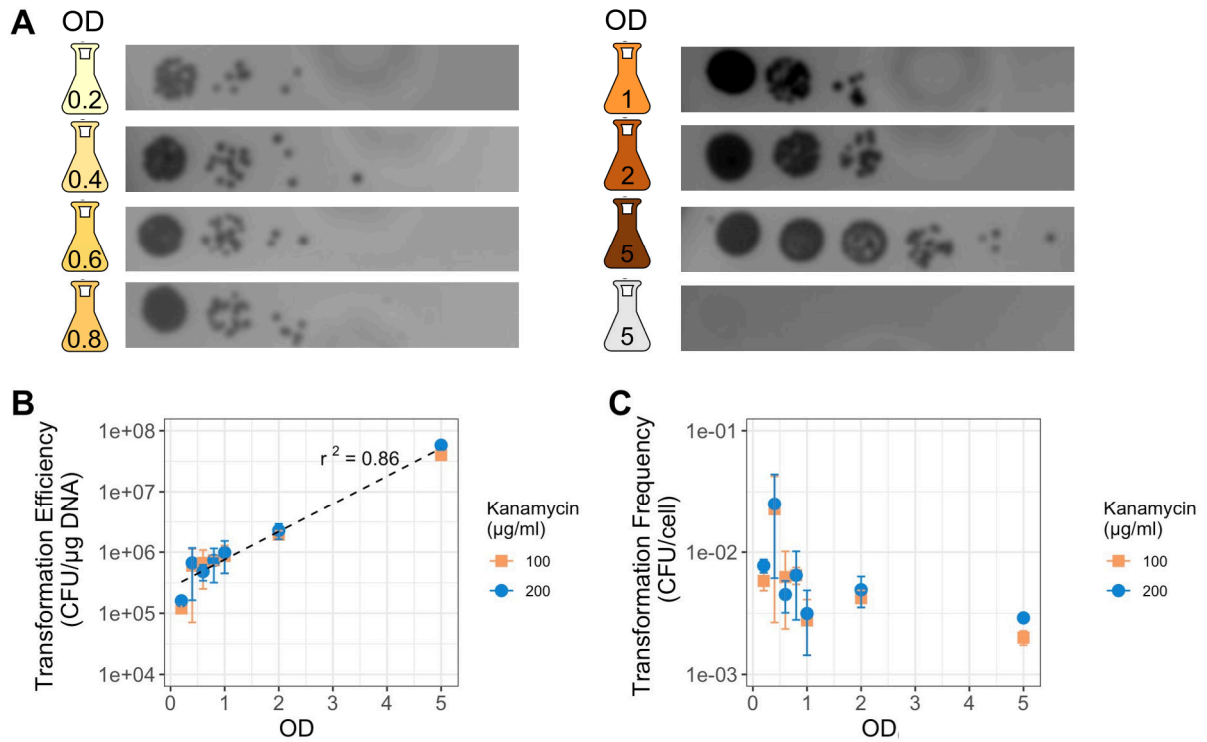 A
OD
OD
0.2
1
0.4
2
0.6
5
0.8
5
B
Transformation Efficiency
(CFU/μg DNA)
1e+08
1e+07
1e+06
1e+05
1e+04
r 2 = 0.86
0 1 2 3 4 5
OD
Kanamycin
(μg/ml)
100
200
C
Transformation Frequency
(CFU/cell)
1e-01
1e-02
1e-03
0 1 2 3 4 5
OD
Kanamycin
(μg/ml)
100
200